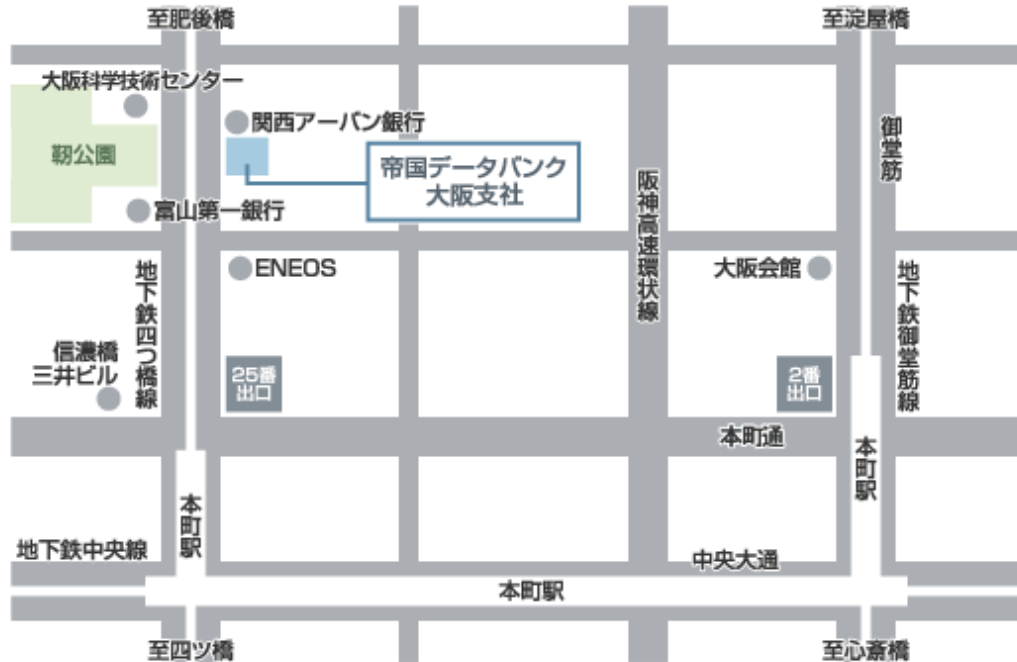 至肥後橋
至淀屋橋
大阪科学技術センター
関西アーバン銀行
御堂筋
靭公園
帝国データバンク
大阪支社
阪神高速環状線
富山第一銀行
地下鉄四つ橋線
ENEOS
大阪会館
地下鉄御堂筋線
信濃橋
三井ビル
25番
出口
2番
出口
本町通
本町駅
本町駅
地下鉄中央線
中央大通
本町駅
至四ツ橋
至心斎橋